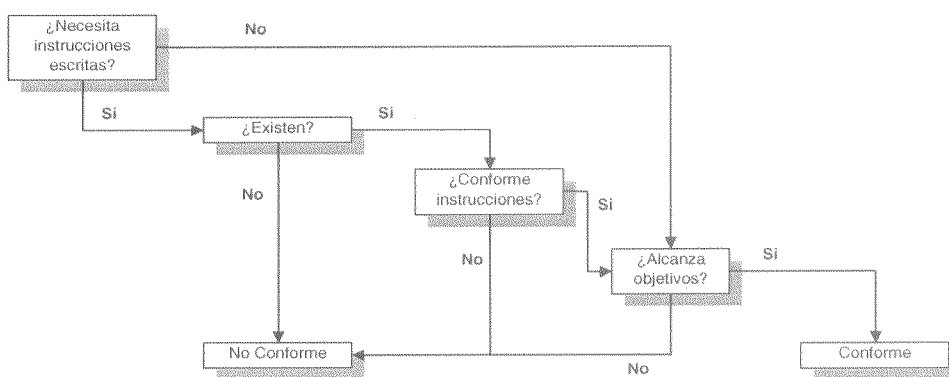 ¿Necesita
instrucciones
escritas?
No
Si
¿Existen?
Si
No
¿Conforme
instrucciones?
Si
No
¿Alcanza
objetivos?
Si
No Conforme
No
Conforme